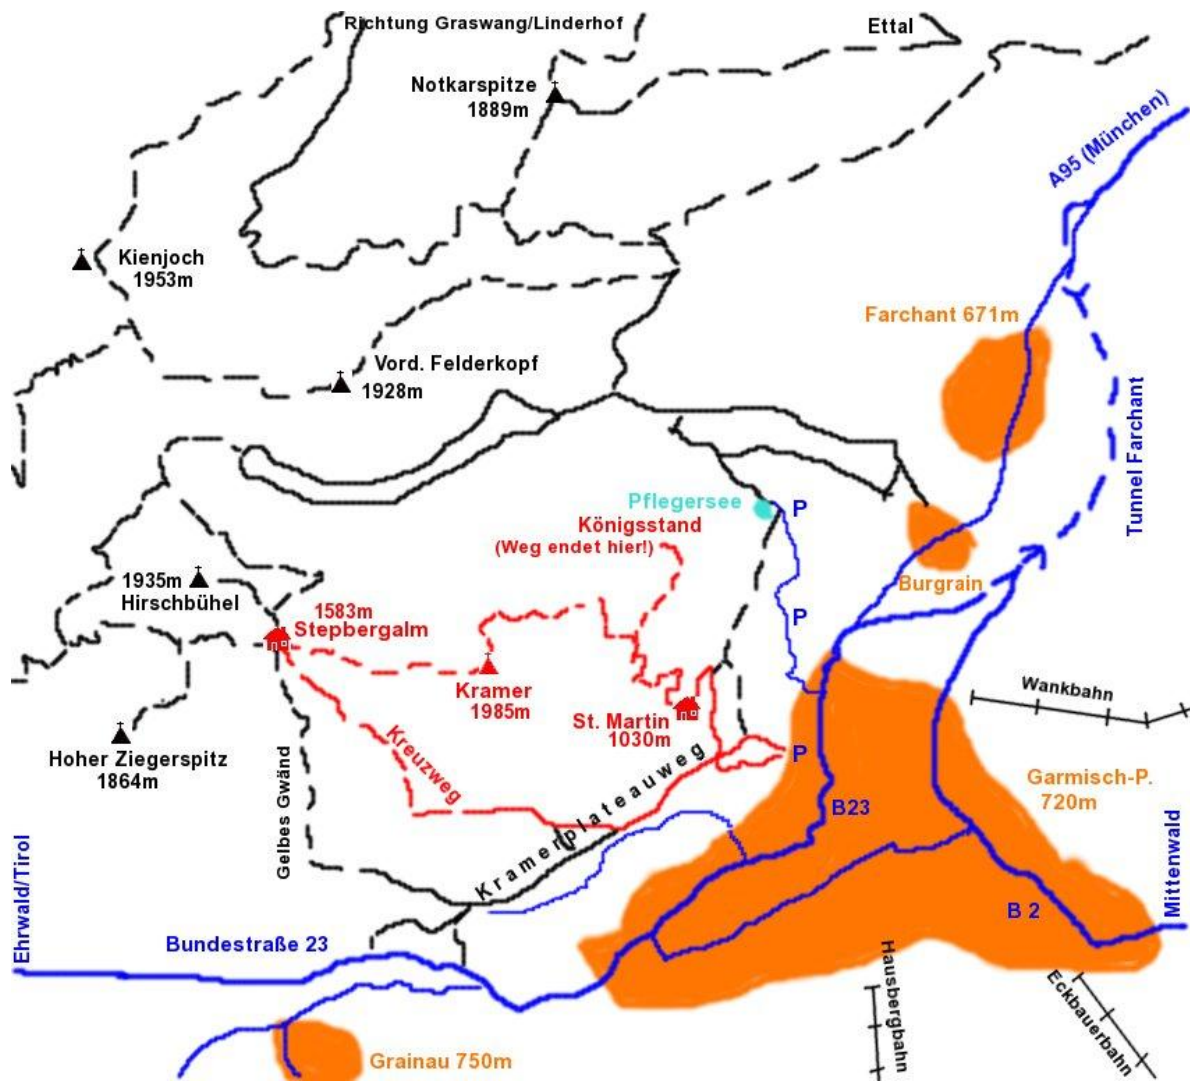 Richtung Graswang/Linderhof
Ettal
Notkarspitze
1889m
A95 (München)
Kienjoch
1953m
Farchant 671m
Vord. Felderkopf
1928m
Tunnel Farchant
Pflegersee
P
Königsstand
(Weg endet hier!)
1935m
Hirschbühel
Burgrain
1583m
Stepbergalm
P
Kramer
1985m
Wankbahn
St. Martin
1030m
Hoher Ziegerspitz
1864m
Kreuzweg
P
Garmisch-P.
720m
Gelbes Gwänd
Kramerplateauweg
B23
Mittenwald
B 2
Ehrwald/Tirol
Bundestraße 23
Hausbergbahn
Eckbauerbahn
Grainau 750m